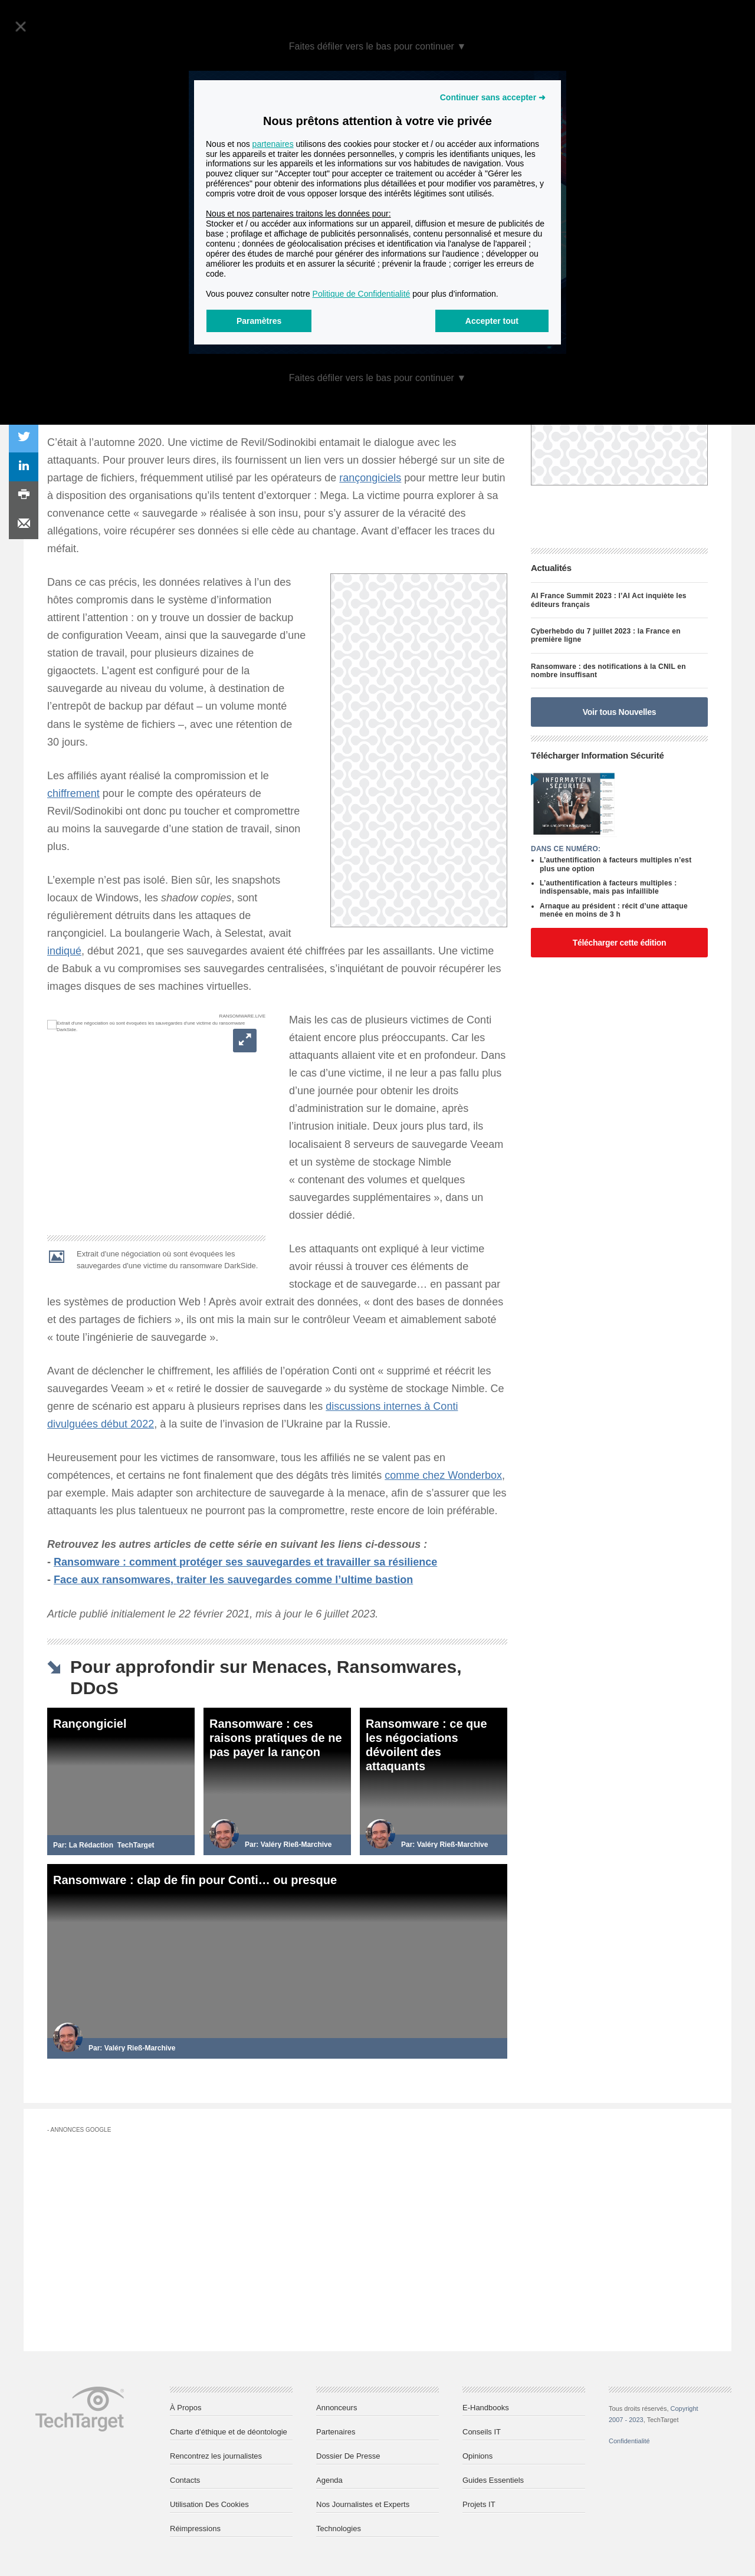 Faites défiler vers le bas pour continuer ▼
Continuer sans accepter ➜
Nous prêtons attention à votre vie privée
Nous et nos partenaires utilisons des cookies pour stocker et / ou accéder aux informations
sur les appareils et traiter les données personnelles, y compris les identifiants uniques, les
informations sur les appareils et les informations sur vos habitudes de navigation. Vous
pouvez cliquer sur "Accepter tout" pour accepter ce traitement ou accéder à "Gérer les
préférences" pour obtenir des informations plus détaillées et pour modifier vos paramètres, y
compris votre droit de vous opposer lorsque des intérêts légitimes sont utilisés.
Nous et nos partenaires traitons les données pour:
Stocker et / ou accéder aux informations sur un appareil, diffusion et mesure de publicités de
base ; profilage et affichage de publicités personnalisés, contenu personnalisé et mesure du
contenu ; données de géolocalisation précises et identification via l'analyse de l'appareil ;
opérer des études de marché pour générer des informations sur l'audience ; développer ou
améliorer les produits et en assurer la sécurité ; prévenir la fraude ; corriger les erreurs de
code.
Vous pouvez consulter notre Politique de Confidentialité pour plus d'information.
Paramètres
Accepter tout
Faites défiler vers le bas pour continuer ▼
C’était à l’automne 2020. Une victime de Revil/Sodinokibi entamait le dialogue avec les
attaquants. Pour prouver leurs dires, ils fournissent un lien vers un dossier hébergé sur un site de
partage de fichiers, fréquemment utilisé par les opérateurs de rançongiciels pour mettre leur butin
à disposition des organisations qu’ils tentent d’extorquer : Mega. La victime pourra explorer à sa
convenance cette « sauvegarde » réalisée à son insu, pour s’y assurer de la véracité des
allégations, voire récupérer ses données si elle cède au chantage. Avant d’effacer les traces du
méfait.
Dans ce cas précis, les données relatives à l’un des
hôtes compromis dans le système d’information
attirent l’attention : on y trouve un dossier de backup
de configuration Veeam, ainsi que la sauvegarde d’une
station de travail, pour plusieurs dizaines de
gigaoctets. L’agent est configuré pour de la
sauvegarde au niveau du volume, à destination de
l’entrepôt de backup par défaut – un volume monté
dans le système de fichiers –, avec une rétention de
30 jours.
Les affiliés ayant réalisé la compromission et le
chiffrement pour le compte des opérateurs de
Revil/Sodinokibi ont donc pu toucher et compromettre
au moins la sauvegarde d’une station de travail, sinon
plus.
L’exemple n’est pas isolé. Bien sûr, les snapshots
locaux de Windows, les shadow copies, sont
régulièrement détruits dans les attaques de
rançongiciel. La boulangerie Wach, à Selestat, avait
indiqué, début 2021, que ses sauvegardes avaient été chiffrées par les assaillants. Une victime
de Babuk a vu compromises ses sauvegardes centralisées, s’inquiétant de pouvoir récupérer les
images disques de ses machines virtuelles.
RANSOMWARE.LIVE
Extrait d'une négociation où sont évoquées les sauvegardes d'une victime du ransomware
DarkSide.
Extrait d'une négociation où sont évoquées les
sauvegardes d'une victime du ransomware DarkSide.
Mais les cas de plusieurs victimes de Conti
étaient encore plus préoccupants. Car les
attaquants allaient vite et en profondeur. Dans
le cas d’une victime, il ne leur a pas fallu plus
d’une journée pour obtenir les droits
d’administration sur le domaine, après
l’intrusion initiale. Deux jours plus tard, ils
localisaient 8 serveurs de sauvegarde Veeam
et un système de stockage Nimble
« contenant des volumes et quelques
sauvegardes supplémentaires », dans un
dossier dédié.
Les attaquants ont expliqué à leur victime
avoir réussi à trouver ces éléments de
stockage et de sauvegarde… en passant par
les systèmes de production Web ! Après avoir extrait des données, « dont des bases de données
et des partages de fichiers », ils ont mis la main sur le contrôleur Veeam et aimablement saboté
« toute l’ingénierie de sauvegarde ».
Avant de déclencher le chiffrement, les affiliés de l’opération Conti ont « supprimé et réécrit les
sauvegardes Veeam » et « retiré le dossier de sauvegarde » du système de stockage Nimble. Ce
genre de scénario est apparu à plusieurs reprises dans les discussions internes à Conti
divulguées début 2022, à la suite de l’invasion de l’Ukraine par la Russie.
Heureusement pour les victimes de ransomware, tous les affiliés ne se valent pas en
compétences, et certains ne font finalement que des dégâts très limités comme chez Wonderbox,
par exemple. Mais adapter son architecture de sauvegarde à la menace, afin de s’assurer que les
attaquants les plus talentueux ne pourront pas la compromettre, reste encore de loin préférable.
Retrouvez les autres articles de cette série en suivant les liens ci-dessous :
- Ransomware : comment protéger ses sauvegardes et travailler sa résilience
- Face aux ransomwares, traiter les sauvegardes comme l’ultime bastion
Article publié initialement le 22 février 2021, mis à jour le 6 juillet 2023.
Pour approfondir sur Menaces, Ransomwares,
DDoS
Rançongiciel
Par: La Rédaction TechTarget
Ransomware : ces
raisons pratiques de ne
pas payer la rançon
Par: Valéry Rieß-Marchive
Ransomware : ce que
les négociations
dévoilent des
attaquants
Par: Valéry Rieß-Marchive
Ransomware : clap de fin pour Conti… ou presque
Par: Valéry Rieß-Marchive
Actualités
AI France Summit 2023 : l’AI Act inquiète les
éditeurs français
Cyberhebdo du 7 juillet 2023 : la France en
première ligne
Ransomware : des notifications à la CNIL en
nombre insuffisant
Voir tous Nouvelles
Télécharger Information Sécurité
INFORMATION
SÉCURITÉ
DANS CE NUMÉRO:
L’authentification à facteurs multiples n’est
plus une option
L’authentification à facteurs multiples :
indispensable, mais pas infaillible
Arnaque au président : récit d’une attaque
menée en moins de 3 h
Télécharger cette édition
- ANNONCES GOOGLE
TechTarget
À Propos
Charte d’éthique et de déontologie
Rencontrez les journalistes
Contacts
Utilisation Des Cookies
Réimpressions
Annonceurs
Partenaires
Dossier De Presse
Agenda
Nos Journalistes et Experts
Technologies
E-Handbooks
Conseils IT
Opinions
Guides Essentiels
Projets IT
Tous droits réservés, Copyright
2007 - 2023, TechTarget
Confidentialité